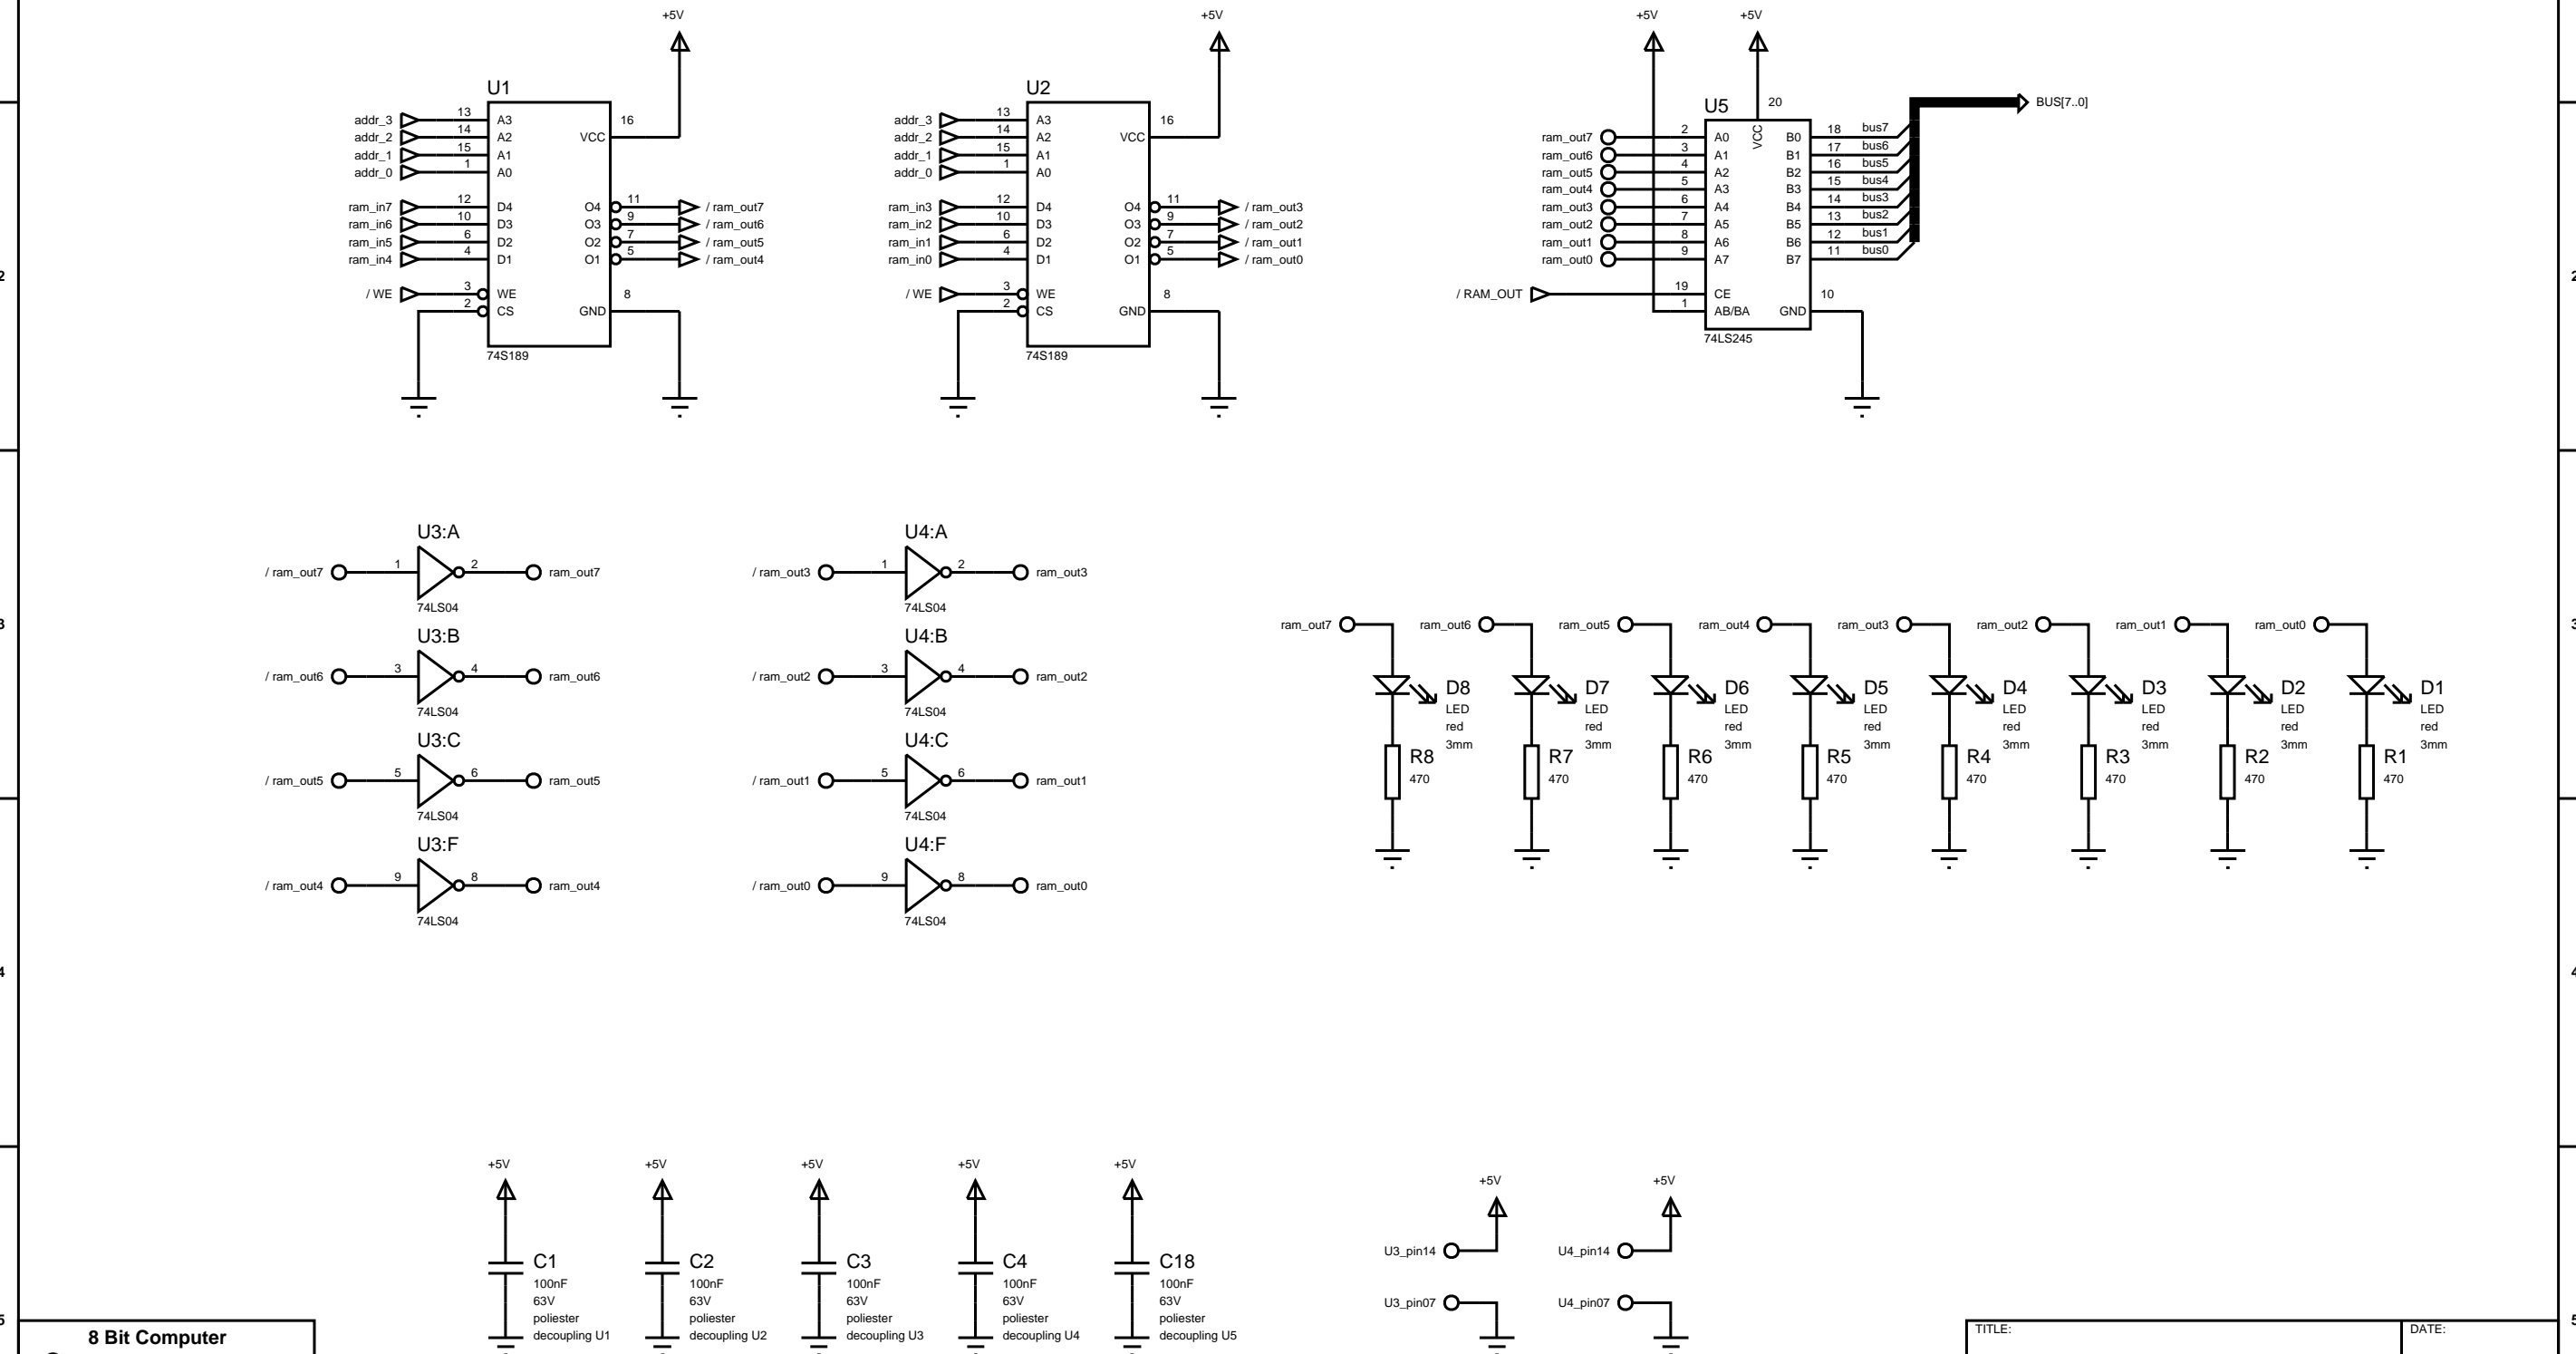 +5V
+5V
+5V
+5V
U1
addr_3 13 A3
addr_2 14 A2
addr_1 15 A1
addr_0 1 A0
16
VCC
ram_in7 12 D4 O4 11 / ram_out7
ram_in6 10 D3 O3 9 / ram_out6
ram_in5 6 D2 O2 7 / ram_out5
ram_in4 4 D1 O1 5 / ram_out4
/ WE 3 WE 8
2 CS GND
74S189
U2
addr_3 13 A3
addr_2 14 A2
addr_1 15 A1
addr_0 1 A0
16
VCC
ram_in3 12 D4 O4 11 / ram_out3
ram_in2 10 D3 O3 9 / ram_out2
ram_in1 6 D2 O2 7 / ram_out1
ram_in0 4 D1 O1 5 / ram_out0
/ WE 3 WE 8
2 CS GND
74S189
U5 20
VCC
BUS[7..0]
ram_out7 2 A0 B0 18 bus7
ram_out6 3 A1 B1 17 bus6
ram_out5 4 A2 B2 16 bus5
ram_out4 5 A3 B3 15 bus4
ram_out3 6 A4 B4 14 bus3
ram_out2 7 A5 B5 13 bus2
ram_out1 8 A6 B6 12 bus1
ram_out0 9 A7 B7 11 bus0
/ RAM_OUT 19 CE 10
1 AB/BA GND
74LS245
2
2
U3:A
/ ram_out7 1 2 ram_out7
74LS04
U3:B
/ ram_out6 3 4 ram_out6
74LS04
U3:C
/ ram_out5 5 6 ram_out5
74LS04
U3:F
/ ram_out4 9 8 ram_out4
74LS04
U4:A
/ ram_out3 1 2 ram_out3
74LS04
U4:B
/ ram_out2 3 4 ram_out2
74LS04
U4:C
/ ram_out1 5 6 ram_out1
74LS04
U4:F
/ ram_out0 9 8 ram_out0
74LS04
3
3
ram_out7
D8
LED
red
3mm
R8
470
ram_out6
D7
LED
red
3mm
R7
470
ram_out5
D6
LED
red
3mm
R6
470
ram_out4
D5
LED
red
3mm
R5
470
ram_out3
D4
LED
red
3mm
R4
470
ram_out2
D3
LED
red
3mm
R3
470
ram_out1
D2
LED
red
3mm
R2
470
ram_out0
D1
LED
red
3mm
R1
470
4
4
+5V
C1
100nF
63V
poliester
decoupling U1
+5V
C2
100nF
63V
poliester
decoupling U2
+5V
C3
100nF
63V
poliester
decoupling U3
+5V
C4
100nF
63V
poliester
decoupling U4
+5V
C18
100nF
63V
poliester
decoupling U5
+5V
U3_pin14
U3_pin07
+5V
U4_pin14
U4_pin07
5
5
8 Bit Computer
TITLE:
DATE: